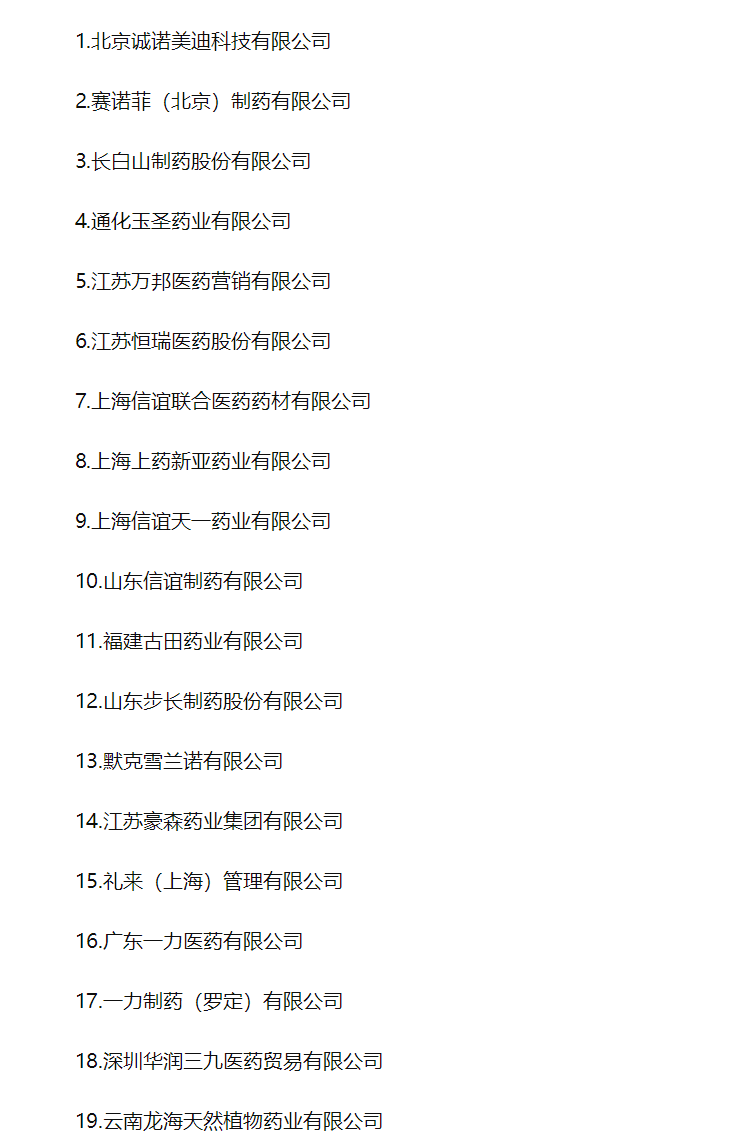 1.北京诚诺美迪科技有限公司
2.赛诺菲（北京）制药有限公司
3.长白山制药股份有限公司
4.通化玉圣药业有限公司
5.江苏万邦医药营销有限公司
6.江苏恒瑞医药股份有限公司
7.上海信谊联合医药药材有限公司
8.上海上药新亚药业有限公司
9.上海信谊天一药业有限公司
10.山东信谊制药有限公司
11.福建古田药业有限公司
12.山东步长制药股份有限公司
13.默克雪兰诺有限公司
14.江苏豪森药业集团有限公司
15.礼来（上海）管理有限公司
16.广东一力医药有限公司
17.一力制药（罗定）有限公司
18.深圳华润三九医药贸易有限公司
19.云南龙海天然植物药业有限公司